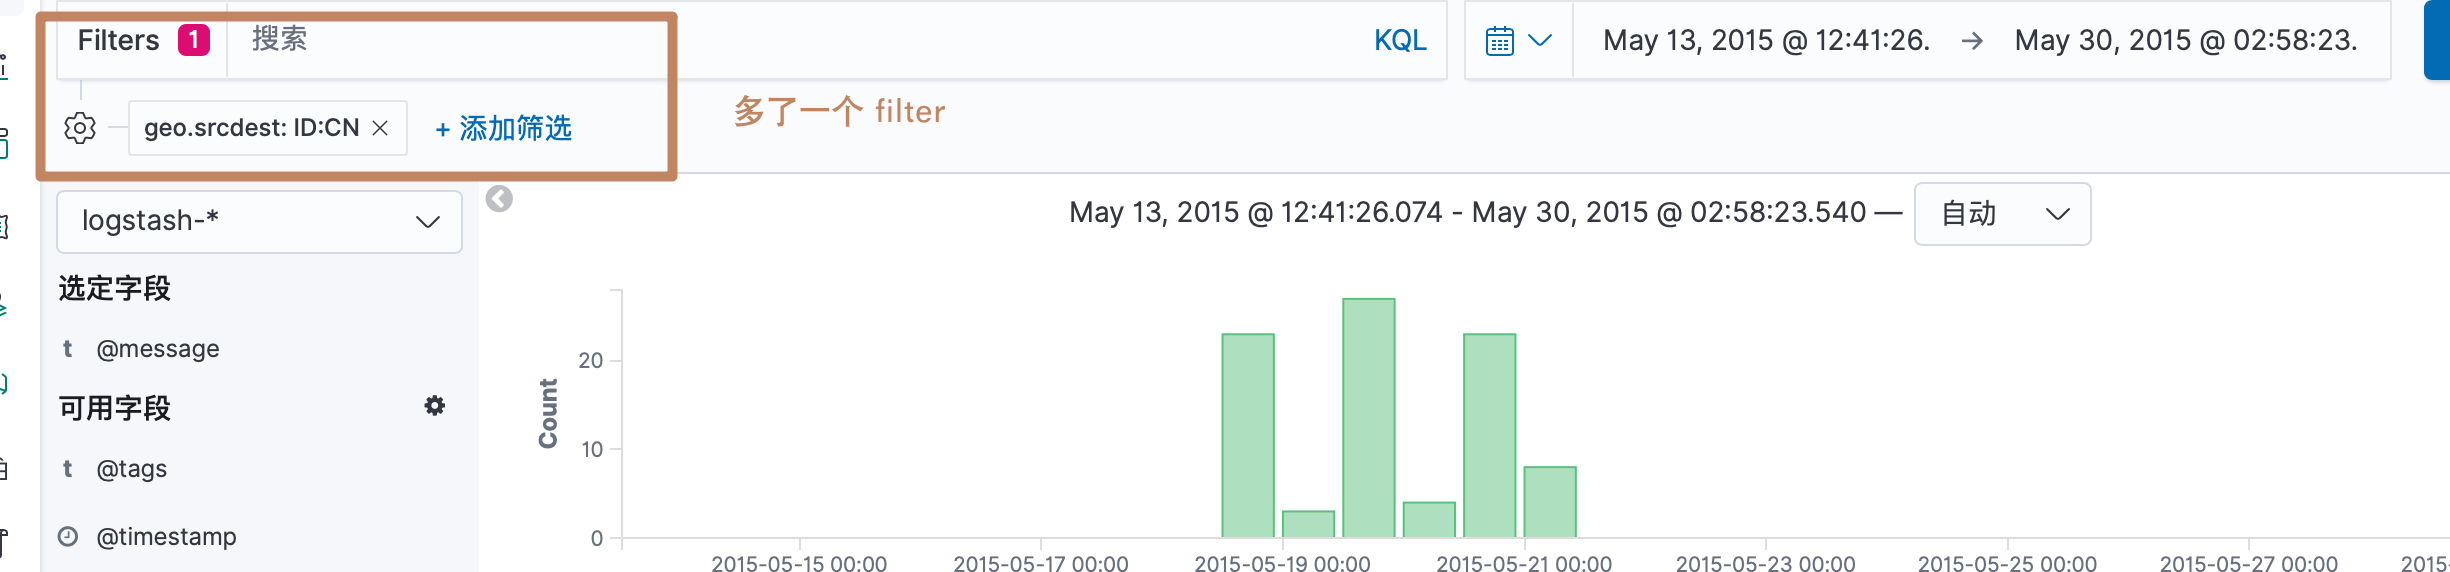 Filters 1 搜索 KQL May 13, 2015 @ 12:41:26. → May 30, 2015 @ 02:58:23.
geo.srcdest: ID:CN × + 添加筛选
多了一个 filter
logstash-*
May 13, 2015 @ 12:41:26.074 - May 30, 2015 @ 02:58:23.540 — 自动
选定字段
t @message
可用字段
t @tags
@timestamp
Count
20
10
0
2015-05-15 00:00 2015-05-17 00:00 2015-05-19 00:00 2015-05-21 00:00 2015-05-23 00:00 2015-05-25 00:00 2015-05-27 00:00 2015-